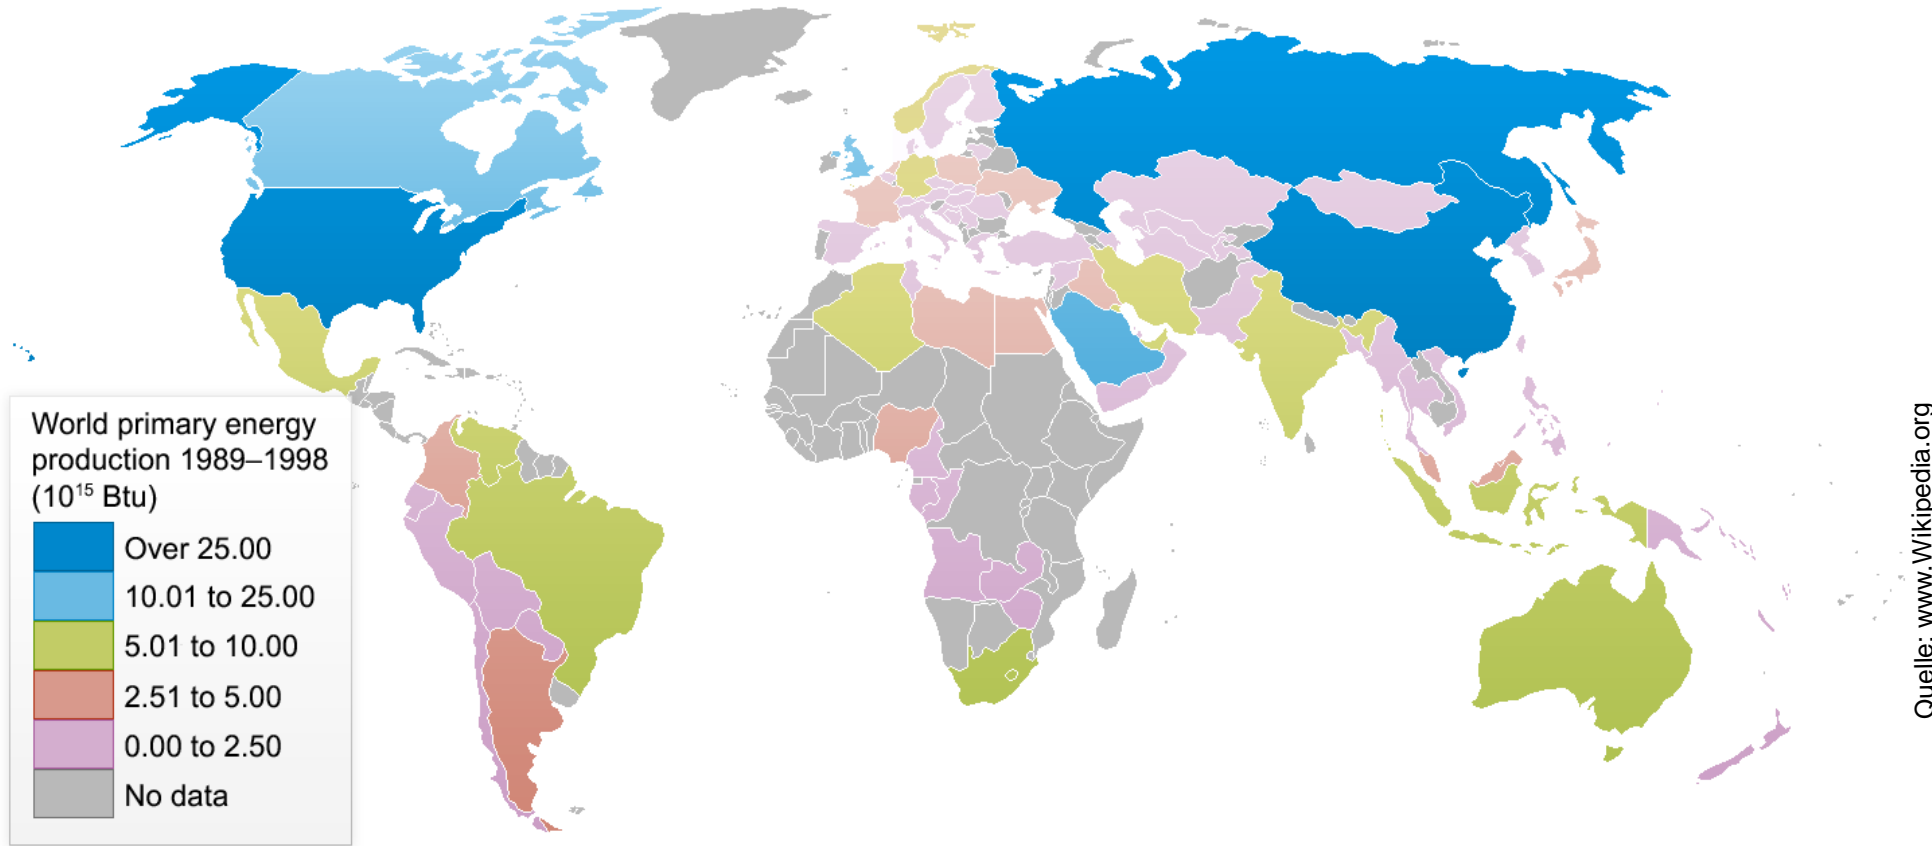 World primary energy
production 1989–1998
(10¹⁵ Btu)
Over 25.00
10.01 to 25.00
5.01 to 10.00
2.51 to 5.00
0.00 to 2.50
No data
Quelle: www.Wikipedia.org